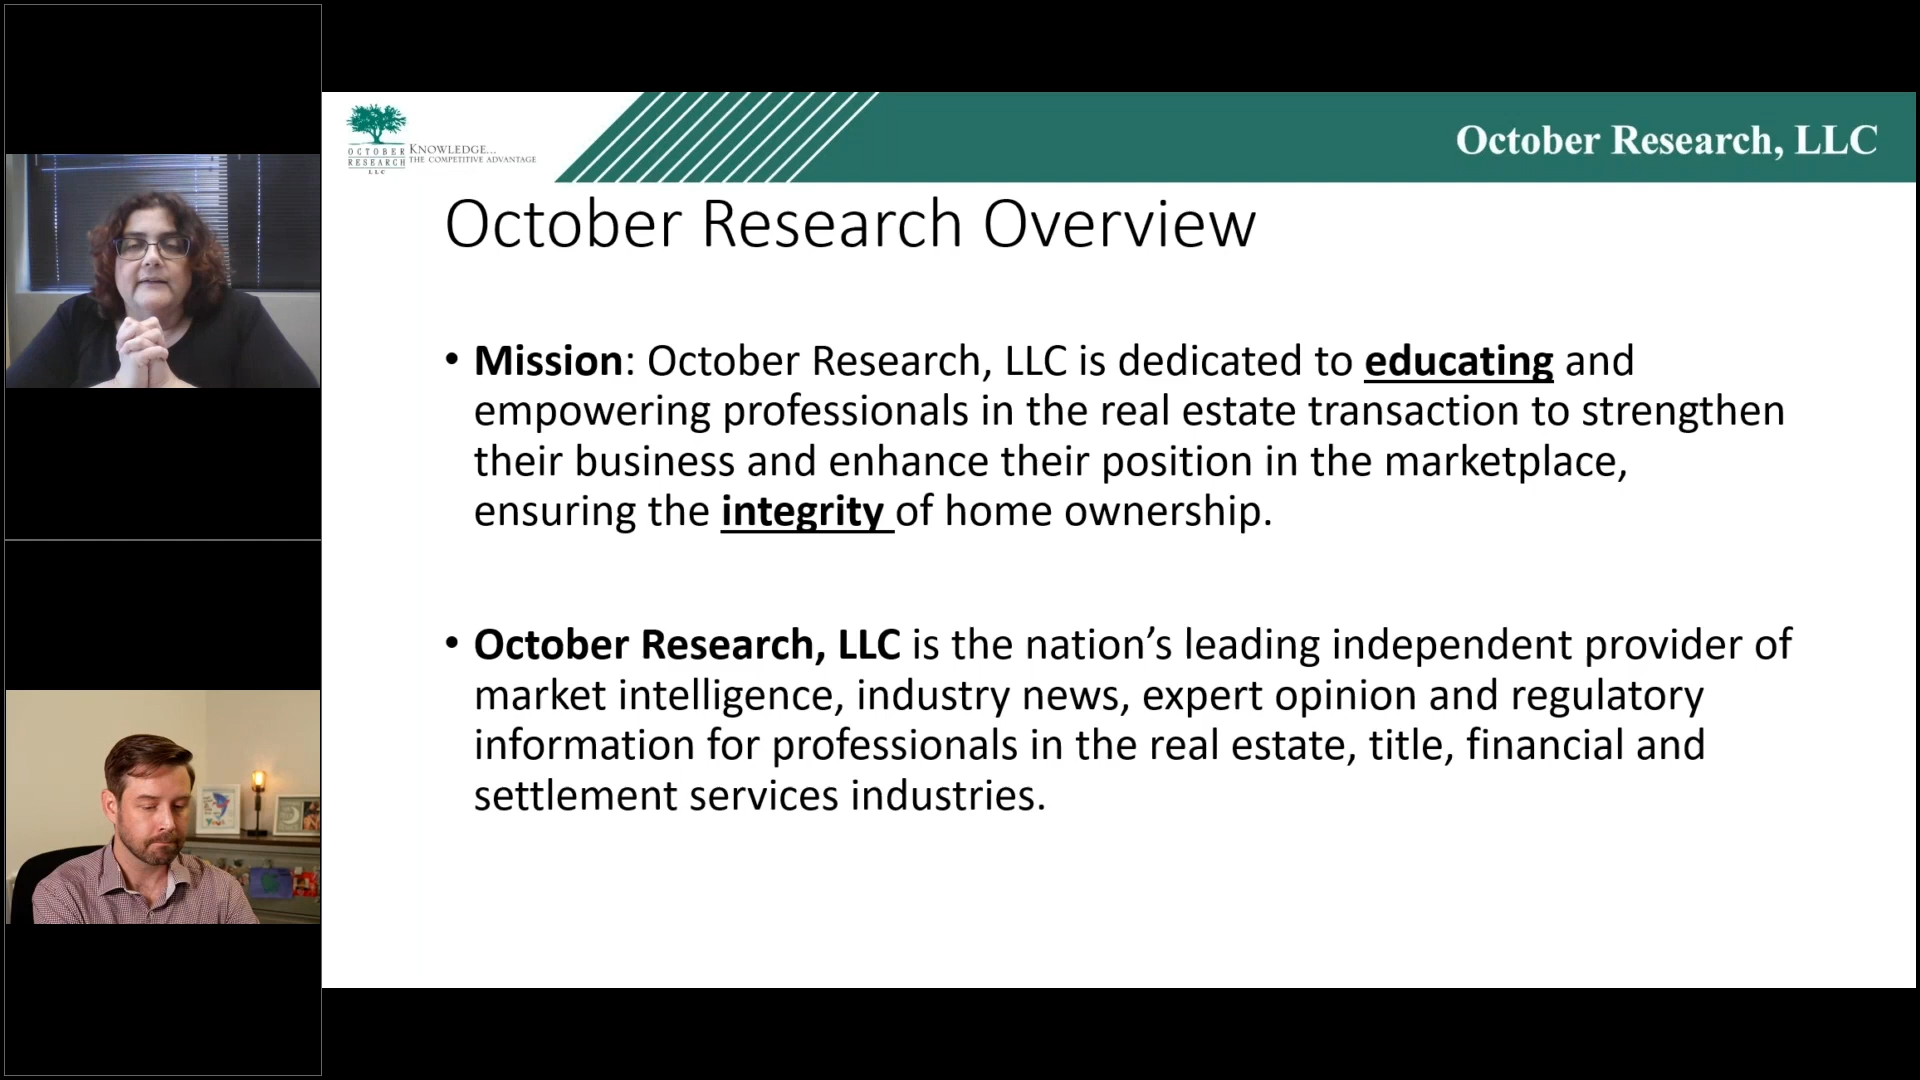 OCTOBER
RESEARCH
LLC
KNOWLEDGE...
THE COMPETITIVE ADVANTAGE
October Research, LLC
October Research Overview
• Mission: October Research, LLC is dedicated to educating and
empowering professionals in the real estate transaction to strengthen
their business and enhance their position in the marketplace,
ensuring the integrity of home ownership.
• October Research, LLC is the nation’s leading independent provider of
market intelligence, industry news, expert opinion and regulatory
information for professionals in the real estate, title, financial and
settlement services industries.